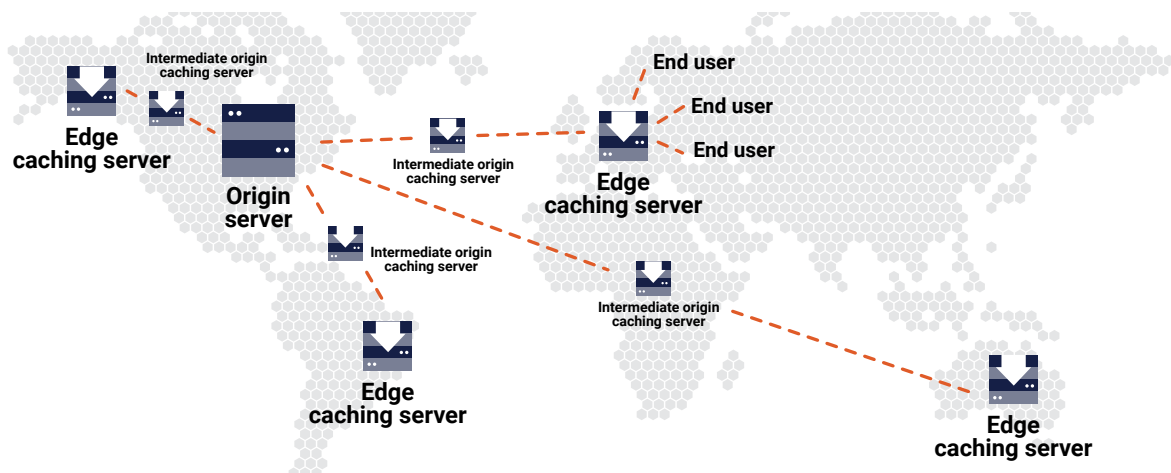 Intermediate origin
caching server
Edge
caching server
Origin
server
Intermediate origin
caching server
End user
End user
End user
Edge
caching server
Intermediate origin
caching server
Intermediate origin
caching server
Edge
caching server
Edge
caching server